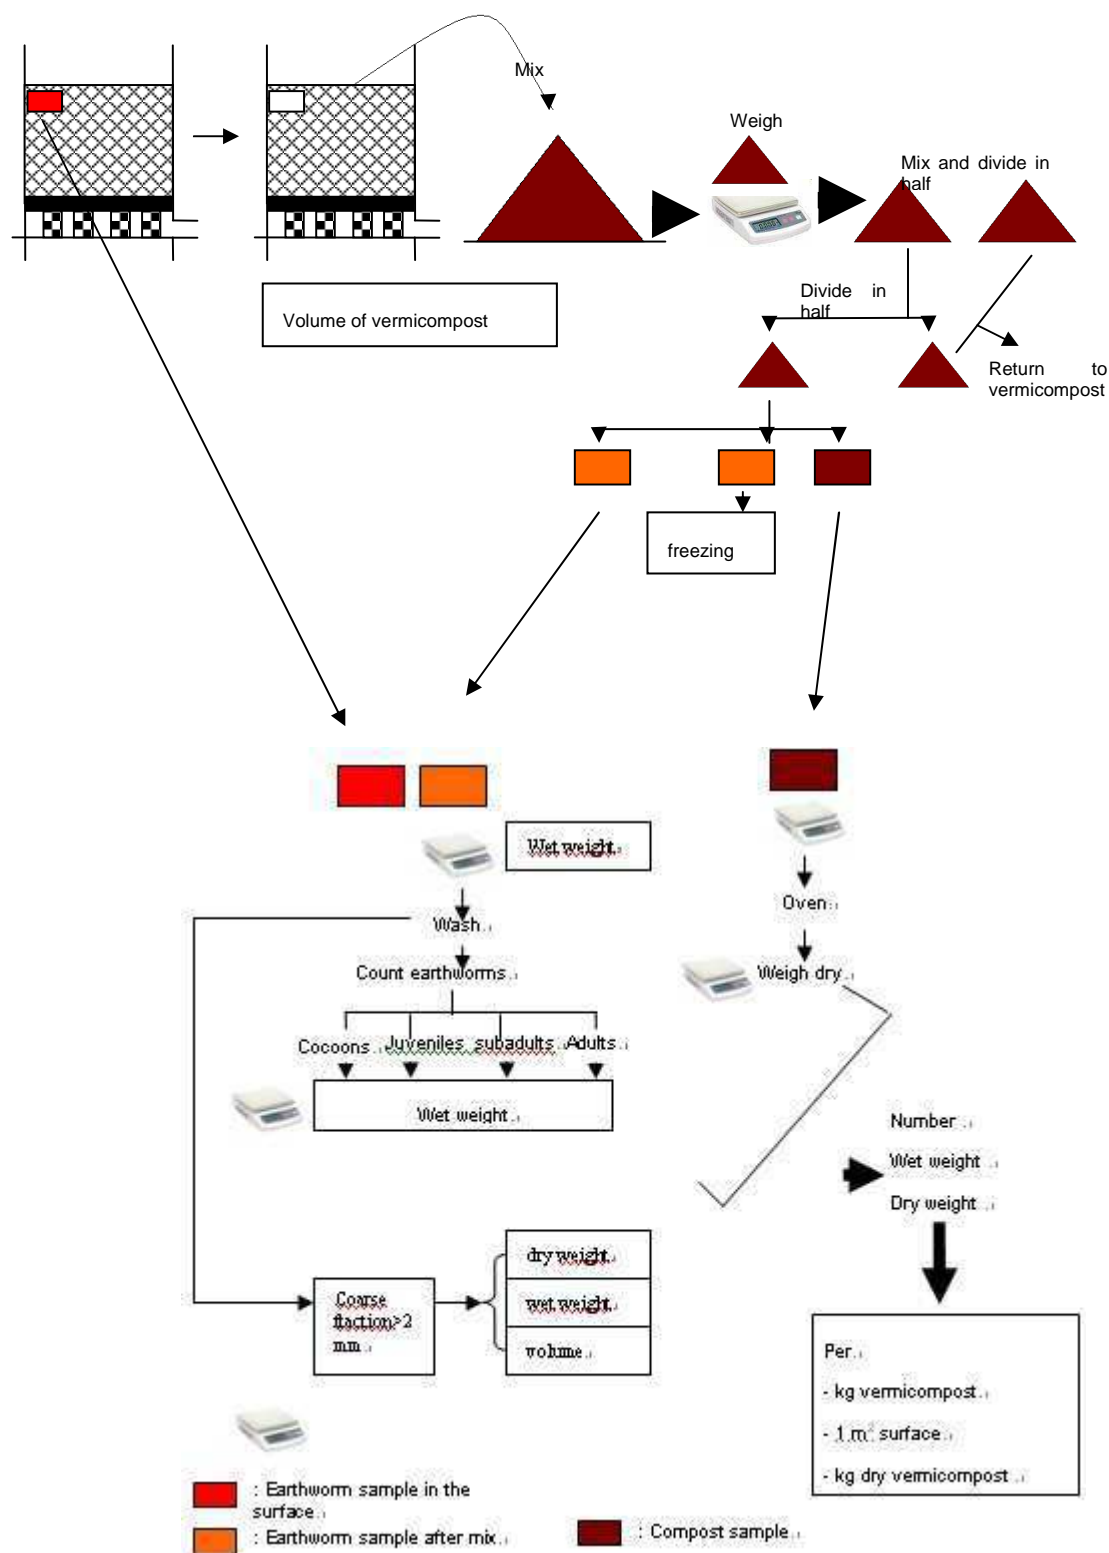 Mix
Weigh
Mix and divide in
half
Volume of vermicompost
Divide in
half
Return to
vermicompost
freezing
Wet weight
Wash
Oven
Count earthworms
Weigh dry
Cocoons Juveniles subadults Adults
Wet weight
Number
Wet weight
Dry weight
dry weight
Coarse
fraction>2
mm
wet weight
volume
Per
- kg vermicompost
- 1 m² surface
- kg dry vermicompost
: Earthworm sample in the
surface
: Earthworm sample after mix
: Compost sample